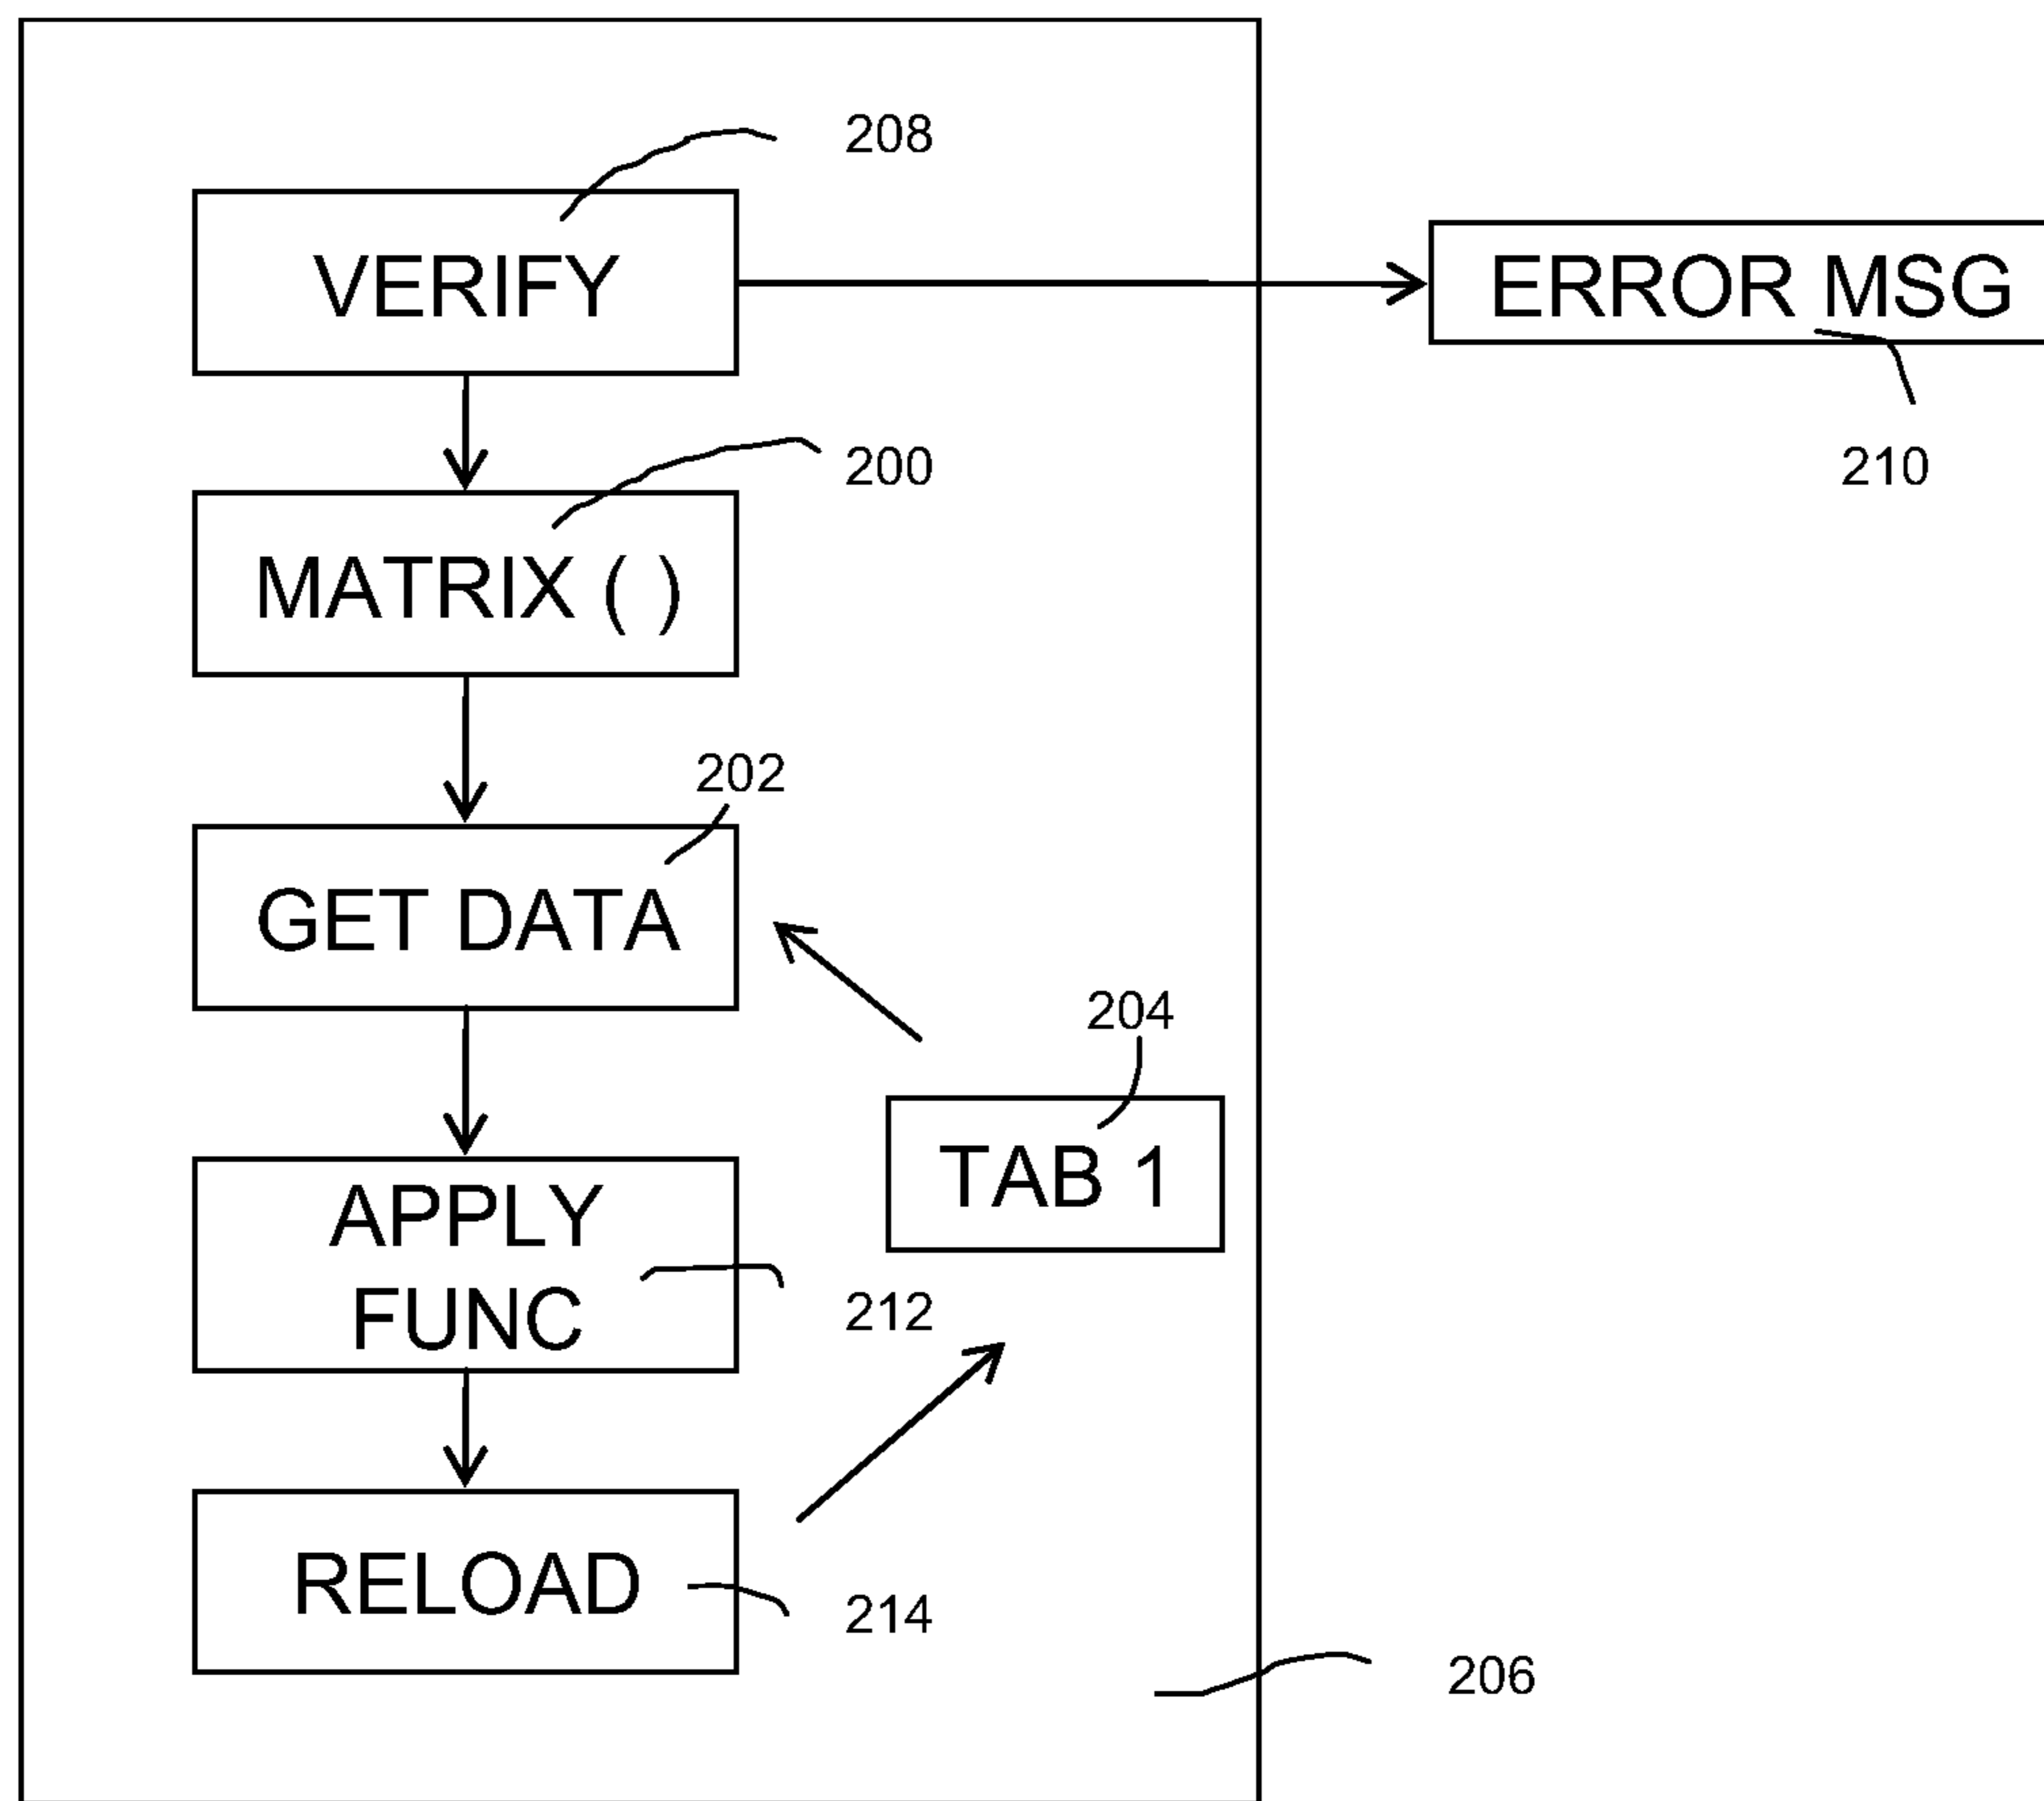 208
VERIFY
ERROR MSG
200
210
MATRIX ( )
202
GET DATA
204
TAB 1
APPLY
FUNC
212
RELOAD
214
206